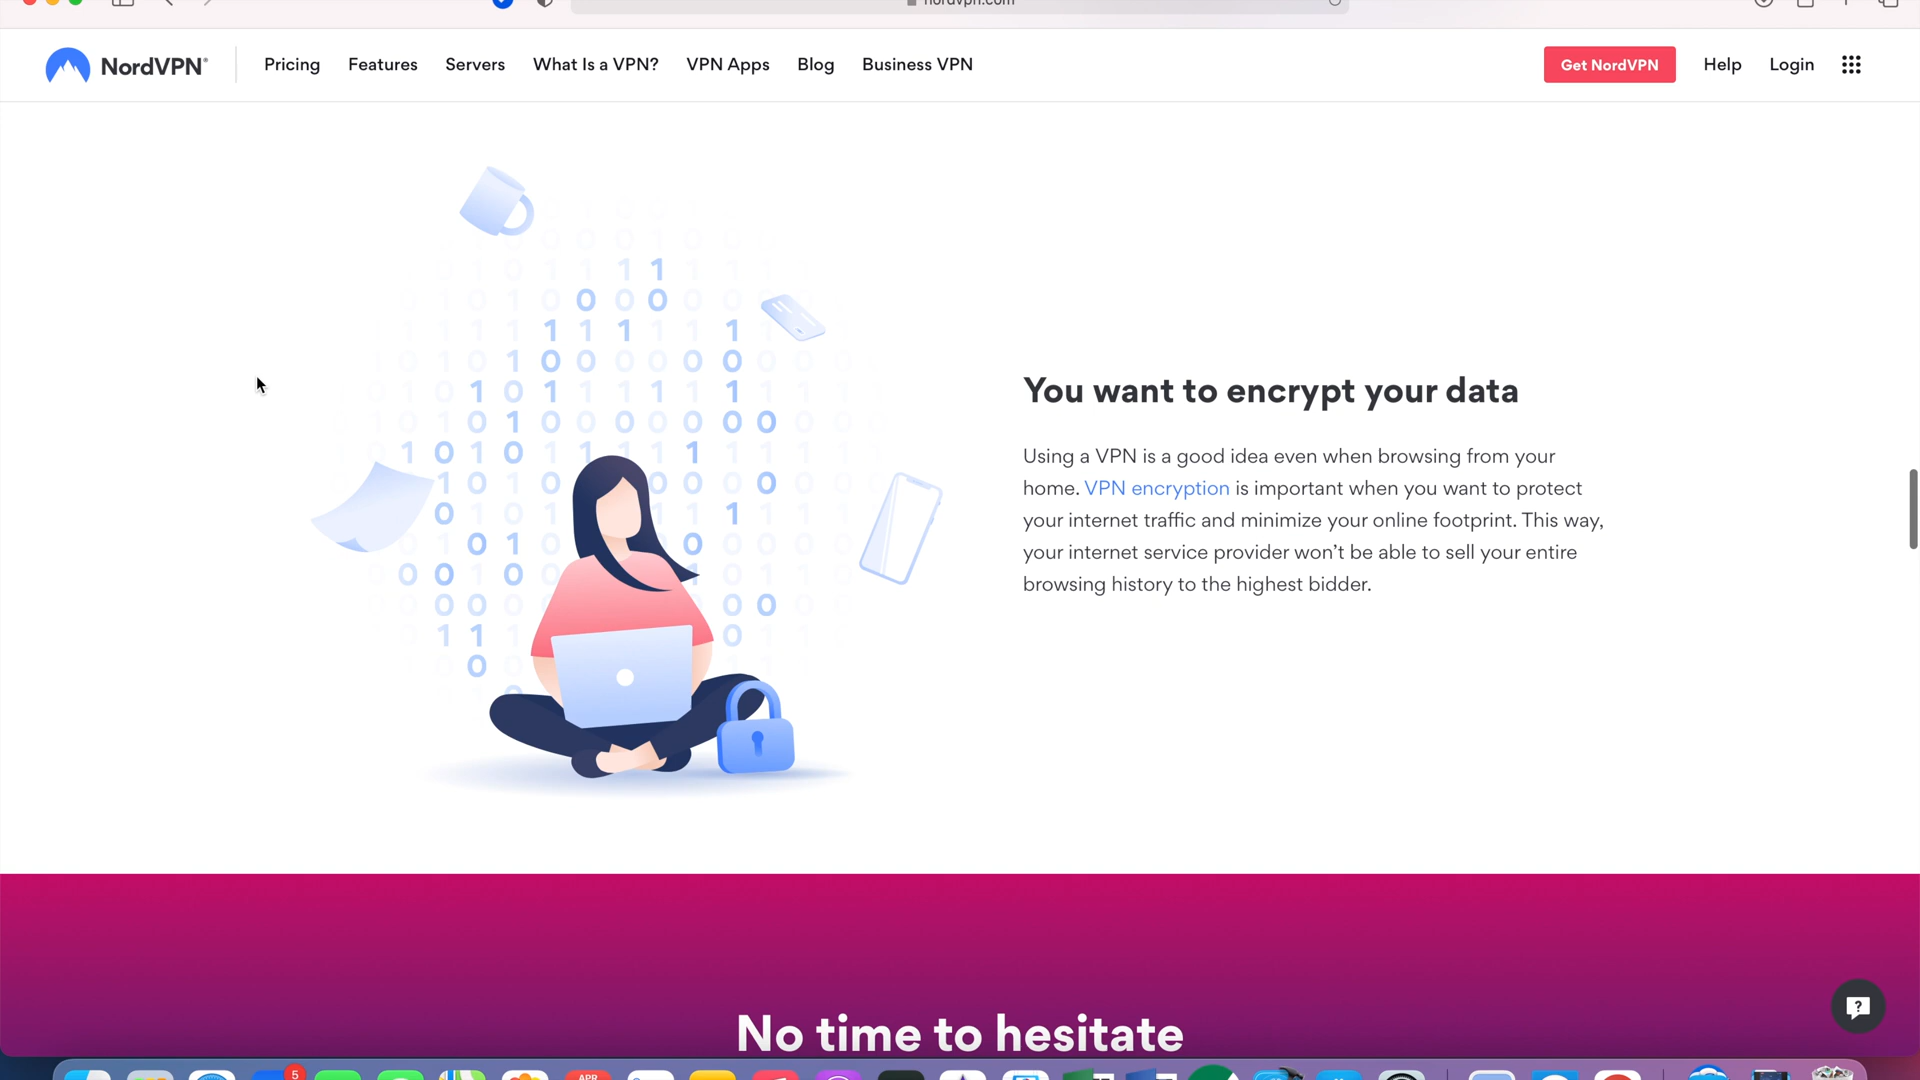 NordVPN®
Pricing
Features
Servers
What Is a VPN?
VPN Apps
Blog
Business VPN
Get NordVPN
Help
Login
You want to encrypt your data
Using a VPN is a good idea even when browsing from your
home. VPN encryption is important when you want to protect
your internet traffic and minimize your online footprint. This way,
your internet service provider won’t be able to sell your entire
browsing history to the highest bidder.
No time to hesitate
?
5
APR